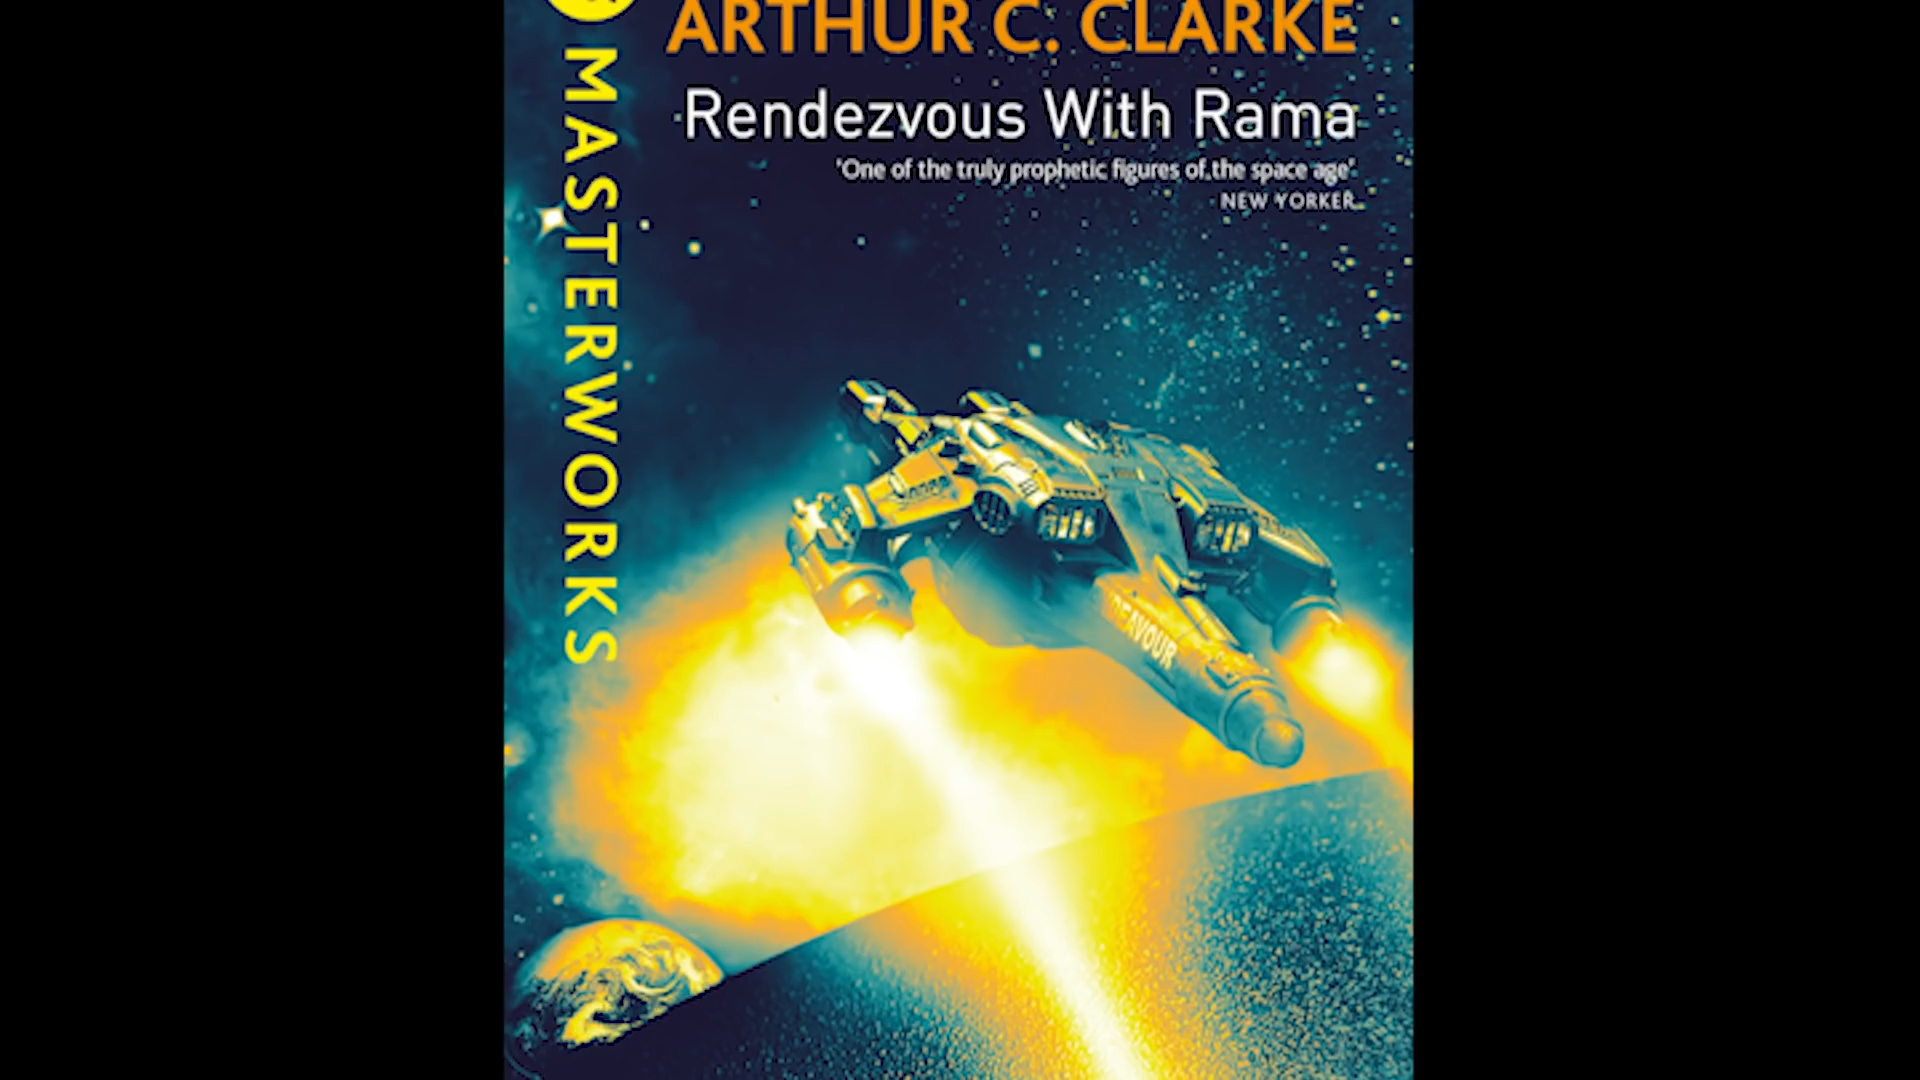 ARTHUR C. CLARKE
Rendezvous With Rama
'One of the truly prophetic figures of the space age'
NEW YORKER
MASTERWORKS